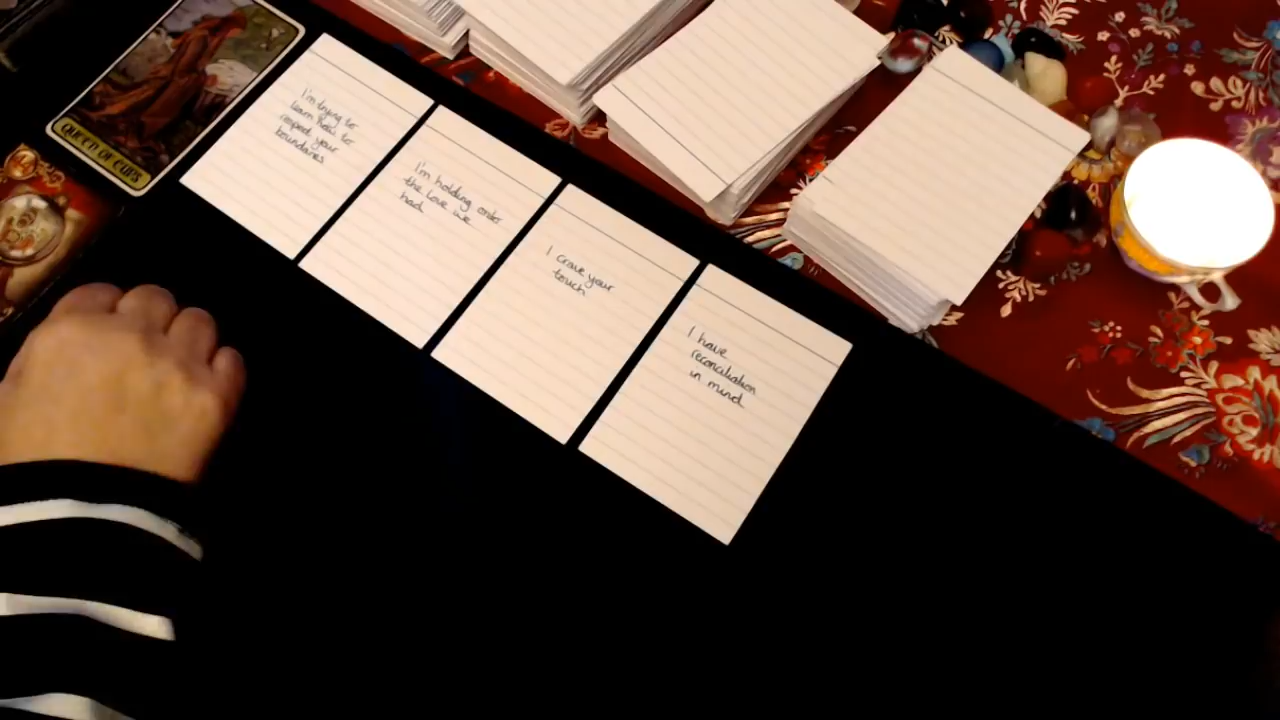 QUEEN OF CUPS
I'm trying to
learn how to
respect your
boundaries
I'm holding onto
the love we
had
I crave your
touch
I have
reconciliation
in mind